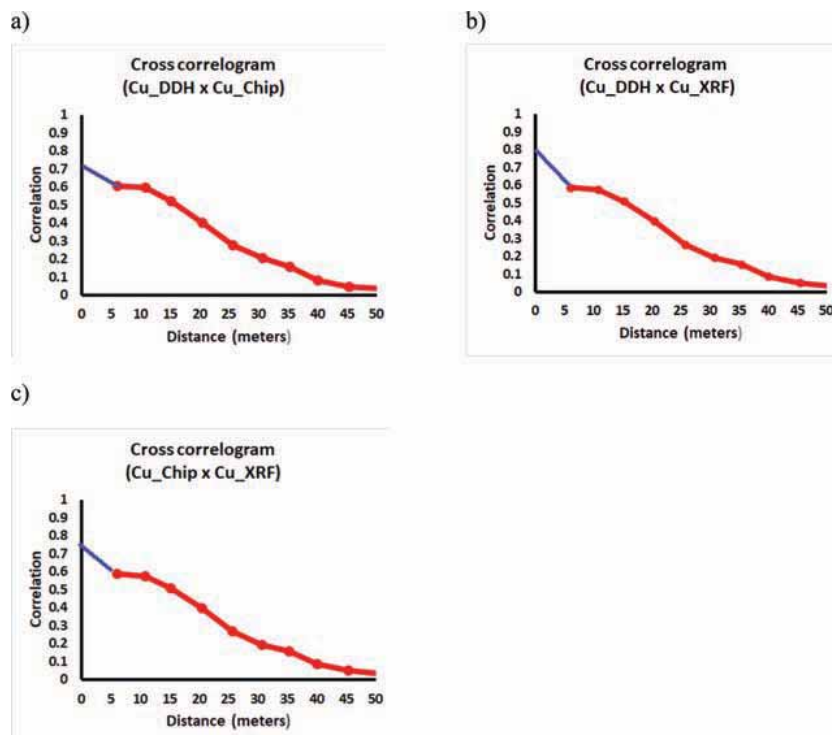 a)
Cross correlogram
(Cu_DDH x Cu_Chip)
1
0.9
0.8
0.7
0.6
0.5
0.4
0.3
0.2
0.1
0
Correlation
0 5 10 15 20 25 30 35 40 45 50
Distance (meters)
b)
Cross correlogram
(Cu_DDH x Cu_XRF)
1
0.9
0.8
0.7
0.6
0.5
0.4
0.3
0.2
0.1
0
Correlation
0 5 10 15 20 25 30 35 40 45 50
Distance (meters)
c)
Cross correlogram
(Cu_Chip x Cu_XRF)
1
0.9
0.8
0.7
0.6
0.5
0.4
0.3
0.2
0.1
0
Correlation
0 5 10 15 20 25 30 35 40 45 50
Distance (meters)